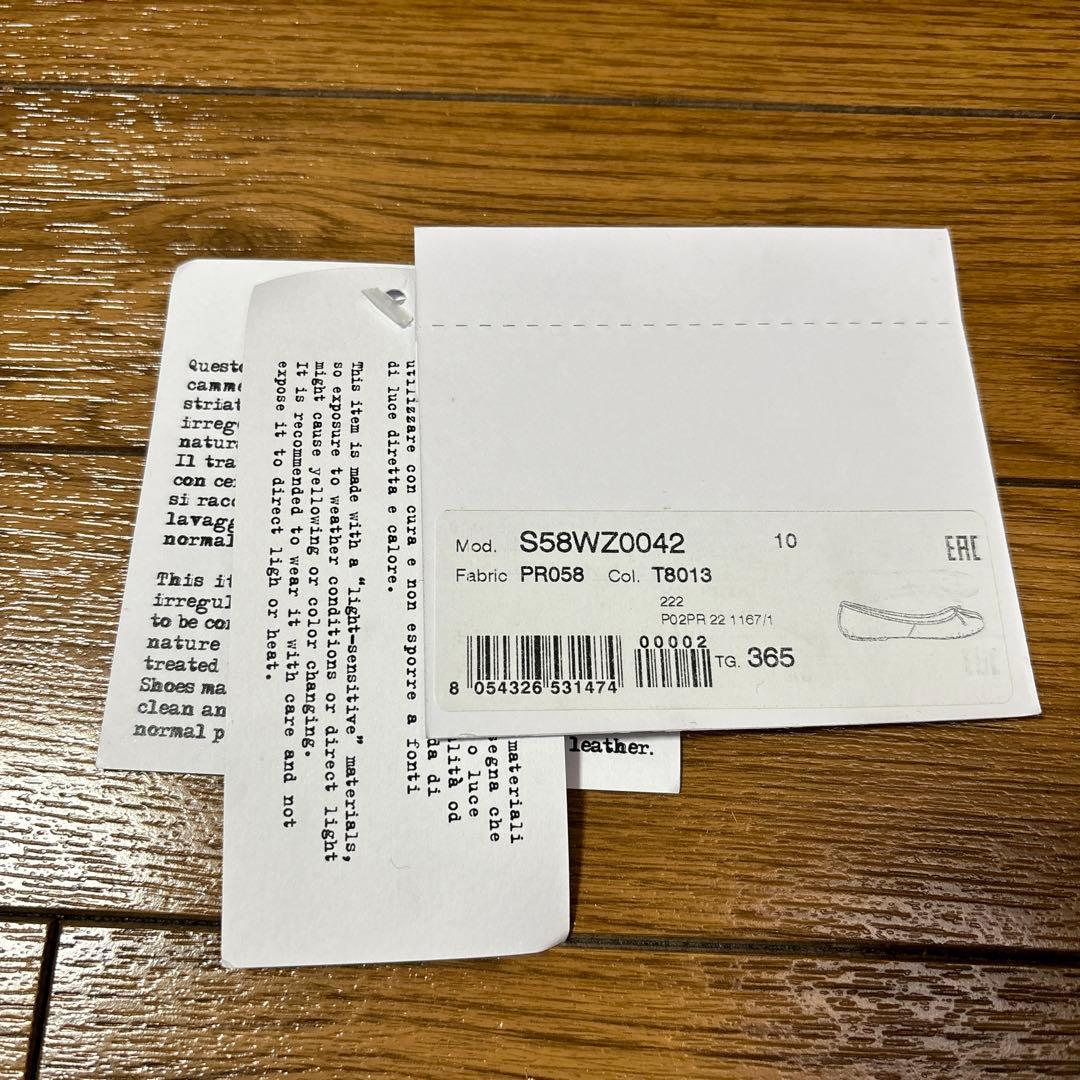 Mod. S58WZ0042 10 EAC
Fabric PR058 Col. T8013
222
P02PR 22 1167/1
00002
TG. 365
8 054326 531474
utilizzare con cura e non esporre a fonti
di luce diretta e calore.
This item is made with a "light-sensitive" materials,
so exposure to weather conditions or direct light
might cause yellowing or color changing.
It is recommended to wear it with care and not
expose it to direct ligh or heat.
materiali
segna che
o luce
lità od
da di
Quest
camm
striat
irreg
natur
Il tra
con ce
si racc
lavagg
normal
This it
irregul
to be con
nature
treated
Shoes ma
clean an
normal p
leather.